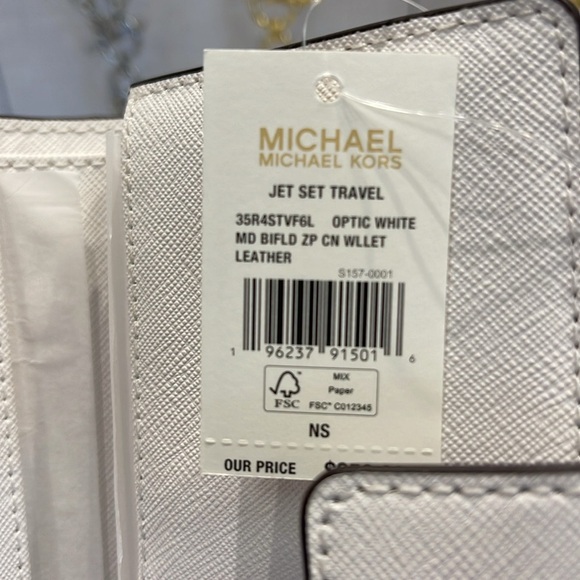 MICHAEL
MICHAEL KORS
JET SET TRAVEL
35R4STVF6L OPTIC WHITE
MD BIFLD ZP CN WLLET
LEATHER
S157-0001
1 96237 91501 6
MIX
Paper
FSC FSC™ C012345
NS
OUR PRICE